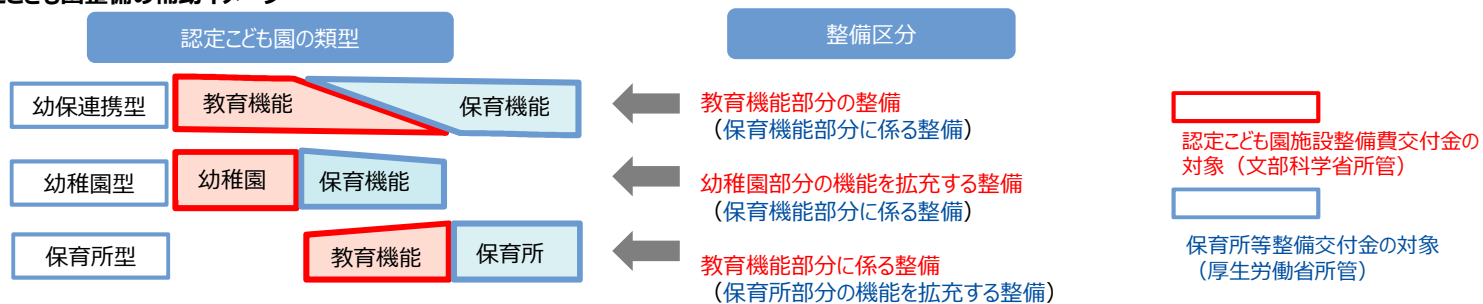 認定こども園の類型
整備区分
幼保連携型
教育機能
保育機能
教育機能部分の整備
（保育機能部分に係る整備）
幼稚園型
幼稚園
保育機能
幼稚園部分の機能を拡充する整備
（保育機能部分に係る整備）
保育所型
教育機能
保育所
教育機能部分に係る整備
（保育所部分の機能を拡充する整備）
認定こども園施設整備費交付金の
対象（文部科学省所管）
保育所等整備交付金の対象
（厚生労働省所管）